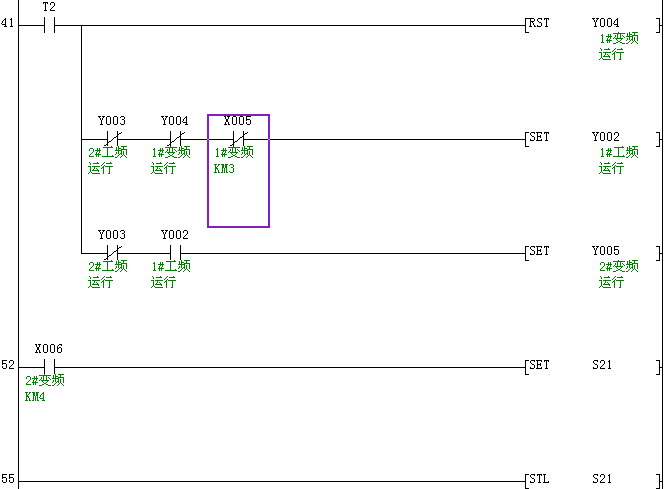 T2
41
RST Y004
1#变频
运行
Y003 Y004 X005
2#工频 1#变频 1#变频
运行 运行 KM3
SET Y002
1#工频
运行
Y003 Y002
2#工频 1#工频
运行 运行
SET Y005
2#变频
运行
X006
52
2#变频
KM4
SET S21
55
STL S21